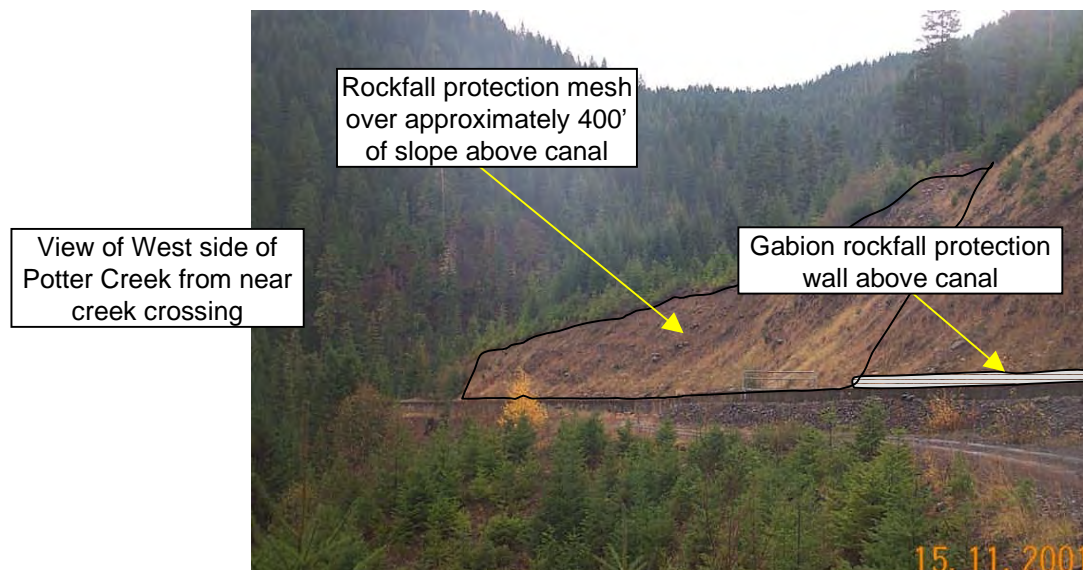 Rockfall protection mesh
over approximately 400'
of slope above canal
View of West side of
Potter Creek from near
creek crossing
Gabion rockfall protection
wall above canal
15. 11. 2001